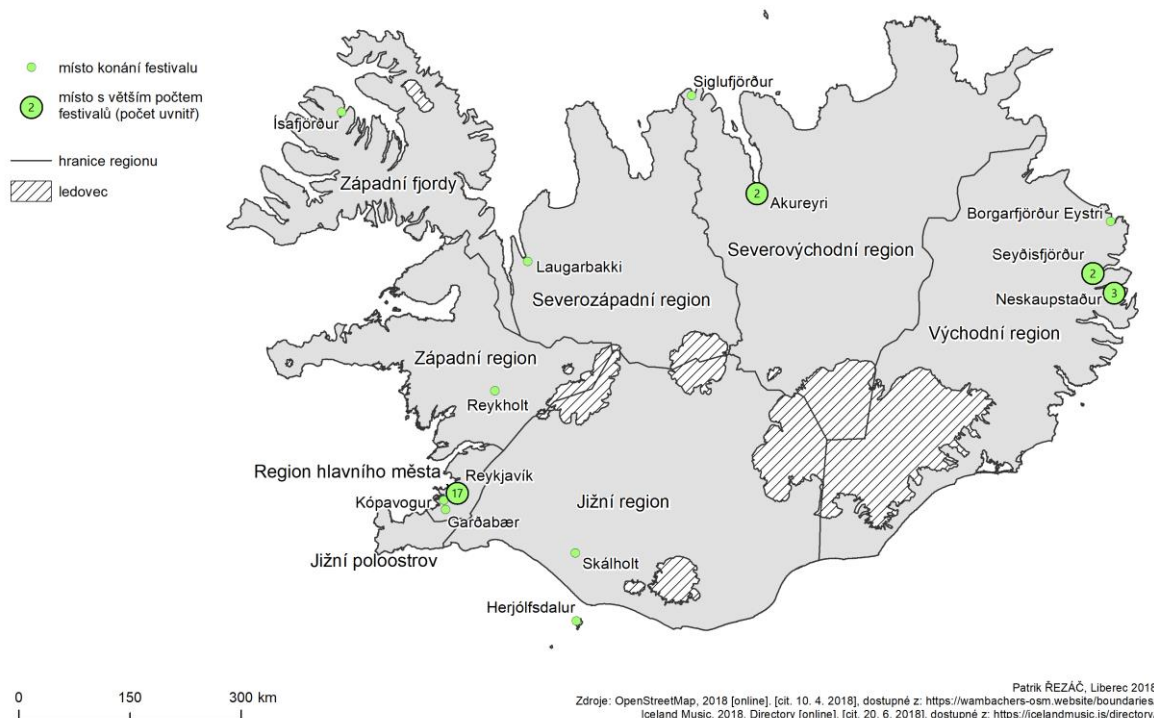 místo konání festivalu
2
místo s větším počtem
festivalů (počet uvnitř)
hranice regionu
ledovec
Siglufjörður
Ísafjörður
Západní fjordy
2
Akureyri
Borgarfjörður Eystri
Severovýchodní region
Seyðisfjörður
2
Laugarbakki
Neskaupstaður
3
Severozápadní region
Východní region
Západní region
Reykholt
Region hlavního města
Reykjavík
17
Kópavogur
Garðabær
Jižní region
Jižní poloostrov
Skálholt
Herjólfsdalur
0
150
300 km
Patrik ŘEZÁČ, Liberec 2018
Zdroje: OpenStreetMap, 2018 [online]. [cit. 10. 4. 2018], dostupné z: https://wambachers-osm.website/boundaries.
Iceland Music, 2018, Directory [online]. [cit. 20. 6. 2018], dostupné z: https://icelandmusic.is/directory.